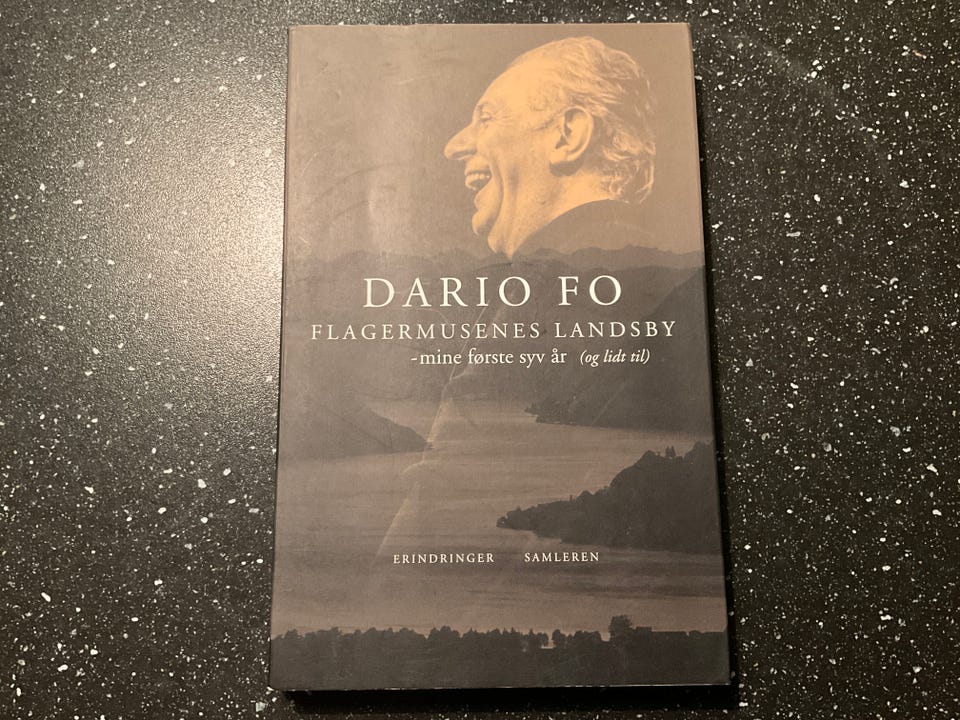 DARIO FO
FLAGERMUSENES LANDSBY
-mine første syv år (og lidt til)
ERINDRINGER SAMLEREN